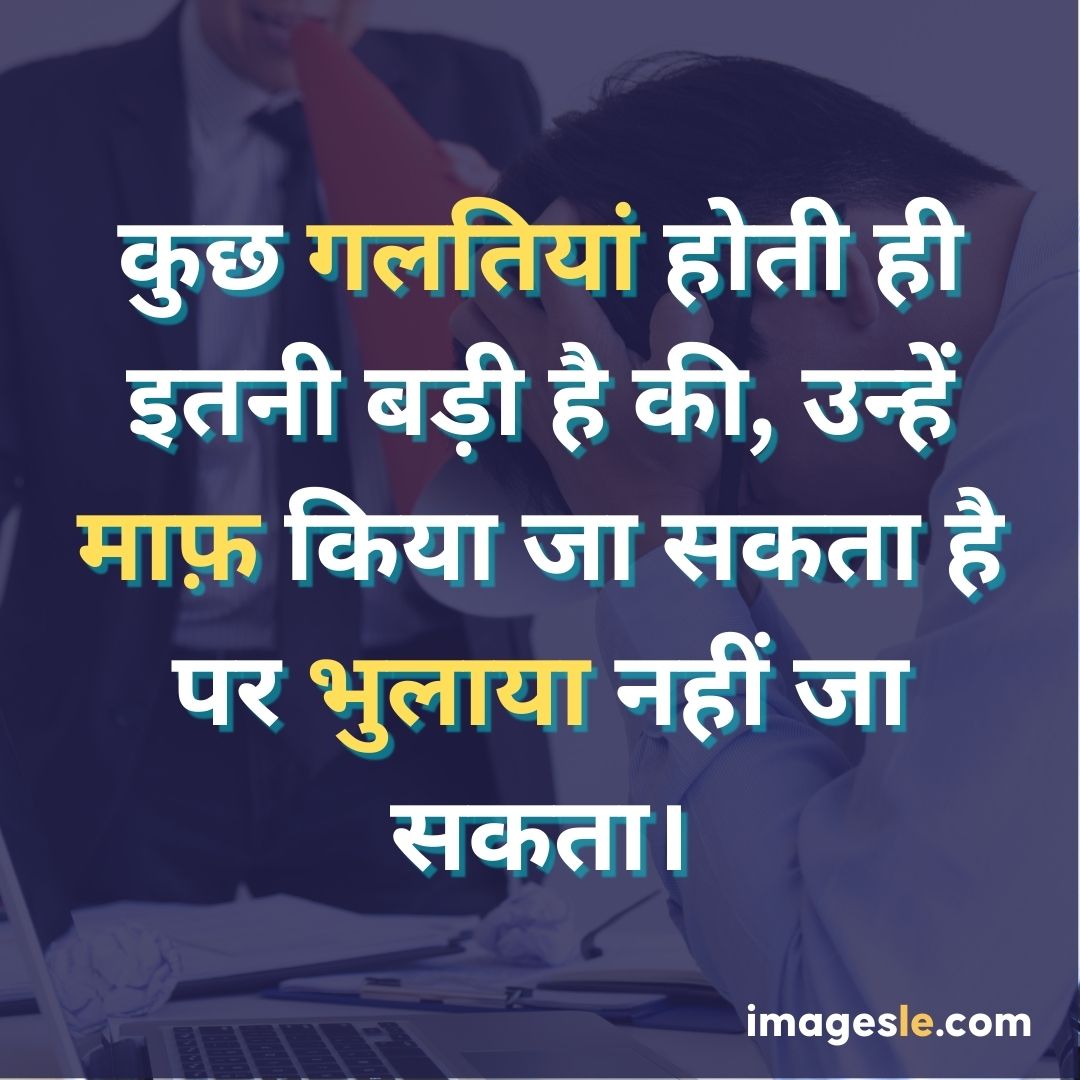 कुछ गलतियां होती ही
इतनी बड़ी है की, उन्हें
माफ़ किया जा सकता है
पर भुलाया नहीं जा
सकता।
imagesle.com